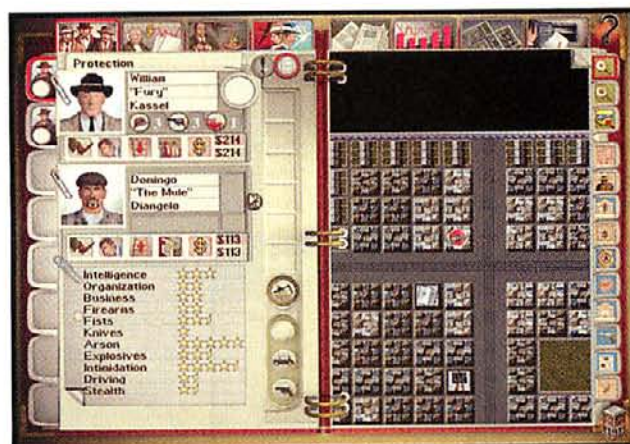 Protection
William
"Fury"
Kassel
$214
$214
Domingo
"The Mule"
Diangelo
$113
$113
Intelligence
Organization
Business
Firearms
Fists
Knives
Arson
Explosives
Intimidation
Driving
Stealth